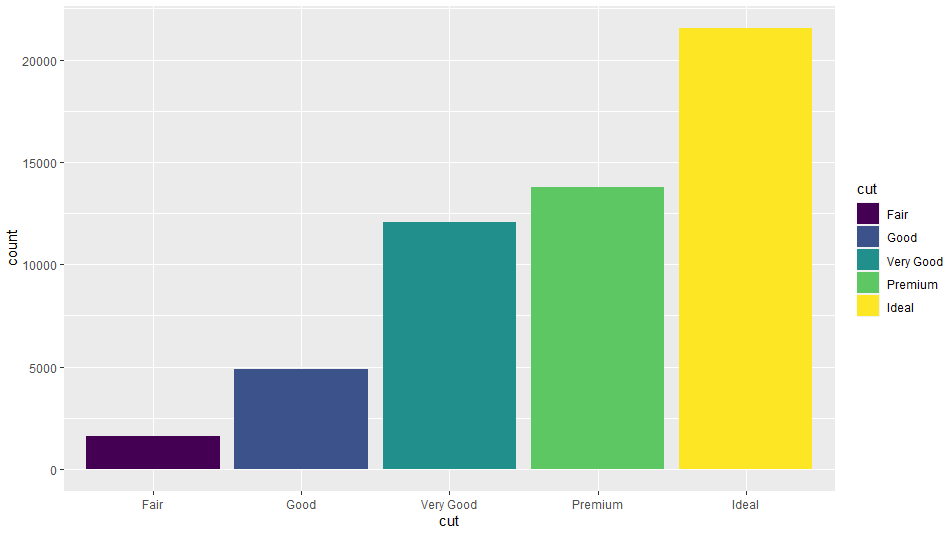 count
20000
15000
10000
5000
0
Fair
Good
Very Good
Premium
Ideal
cut
cut
Fair
Good
Very Good
Premium
Ideal